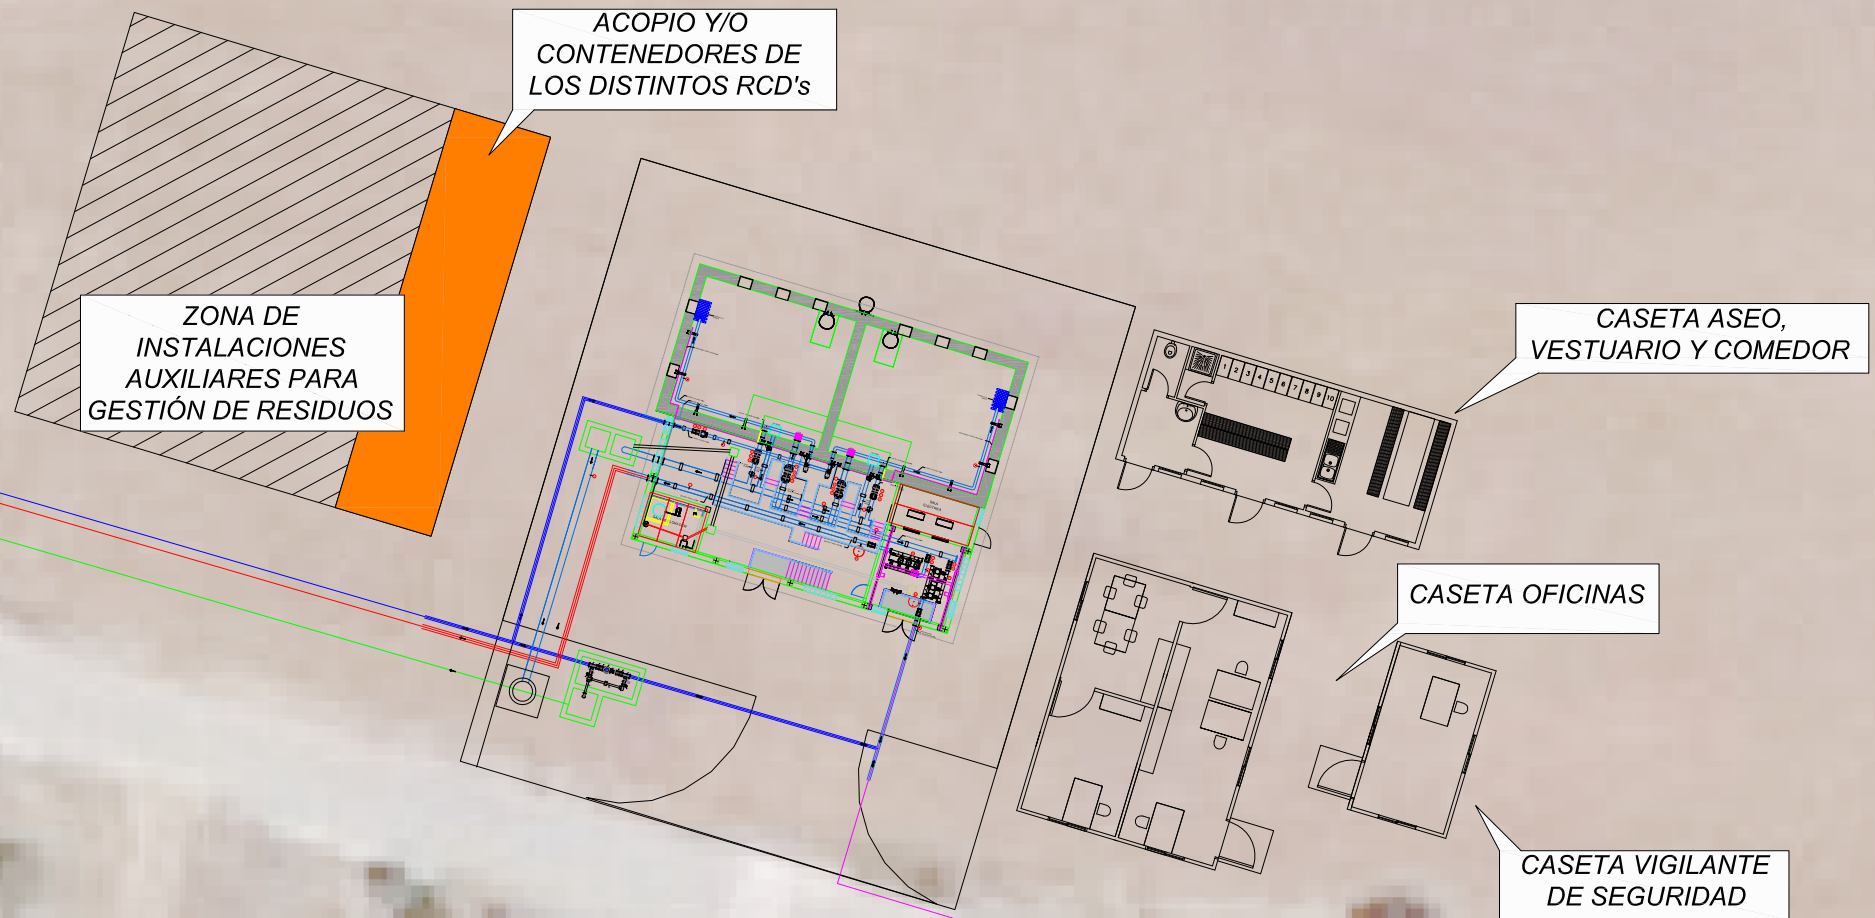 ACOPIO Y/O
CONTENEDORES DE
LOS DISTINTOS RCD's
ZONA DE
INSTALACIONES
AUXILIARES PARA
GESTIÓN DE RESIDUOS
CASETA ASEO,
VESTUARIO Y COMEDOR
1 2 3 4 5 6 7 8 9 10
CASETA OFICINAS
CASETA VIGILANTE
DE SEGURIDAD